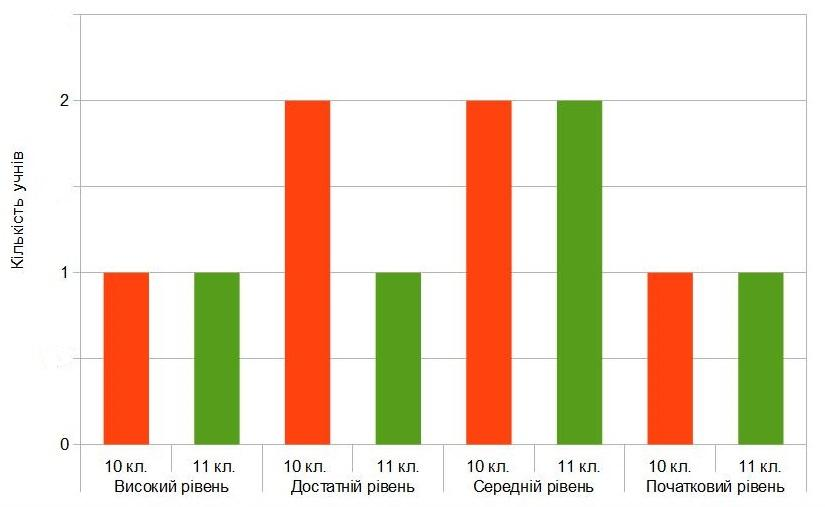 Кількість учнів
2
1
0
10 кл. 11 кл. 10 кл. 11 кл. 10 кл. 11 кл. 10 кл. 11 кл.
Високий рівень Достатній рівень Середній рівень Початковий рівень